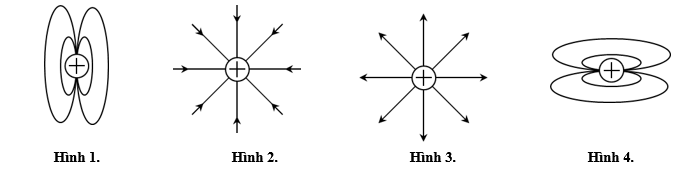 + + + +
Hình 1. Hình 2. Hình 3. Hình 4.